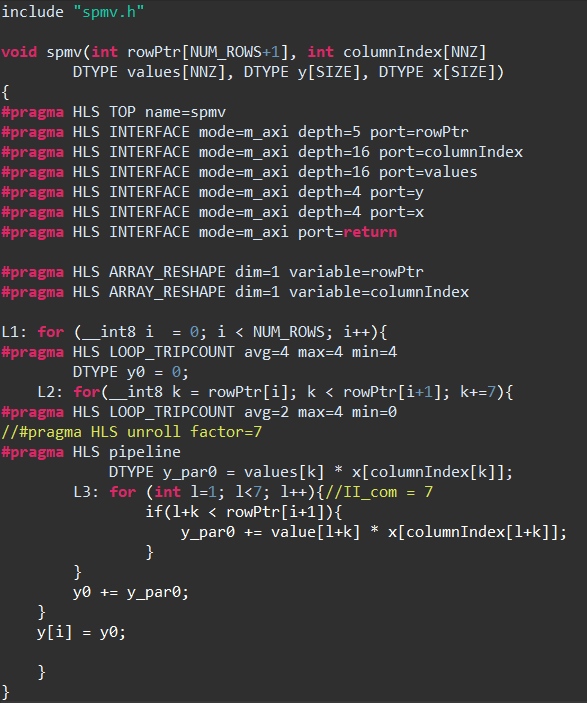 include "spmv.h"

void spmv(int rowPtr[NUM_ROWS+1], int columnIndex[NNZ]
        DTYPE values[NNZ], DTYPE y[SIZE], DTYPE x[SIZE])
{
#pragma HLS TOP name=spmv
#pragma HLS INTERFACE mode=m_axi depth=5 port=rowPtr
#pragma HLS INTERFACE mode=m_axi depth=16 port=columnIndex
#pragma HLS INTERFACE mode=m_axi depth=16 port=values
#pragma HLS INTERFACE mode=m_axi depth=4 port=y
#pragma HLS INTERFACE mode=m_axi depth=4 port=x
#pragma HLS INTERFACE mode=m_axi port=return

#pragma HLS ARRAY_RESHAPE dim=1 variable=rowPtr
#pragma HLS ARRAY_RESHAPE dim=1 variable=columnIndex

L1: for (__int8 i  = 0; i < NUM_ROWS; i++){
#pragma HLS LOOP_TRIPCOUNT avg=4 max=4 min=4
        DTYPE y0 = 0;
    L2: for(__int8 k = rowPtr[i]; k < rowPtr[i+1]; k+=7){
#pragma HLS LOOP_TRIPCOUNT avg=2 max=4 min=0
//#pragma HLS unroll factor=7
#pragma HLS pipeline
            DTYPE y_par0 = values[k] * x[columnIndex[k]];
        L3: for (int l=1; l<7; l++){//II_com = 7
                if(l+k < rowPtr[i+1]){
                    y_par0 += value[l+k] * x[columnIndex[l+k]];
                }
        }
        y0 += y_par0;
    }
    y[i] = y0;

    }
}